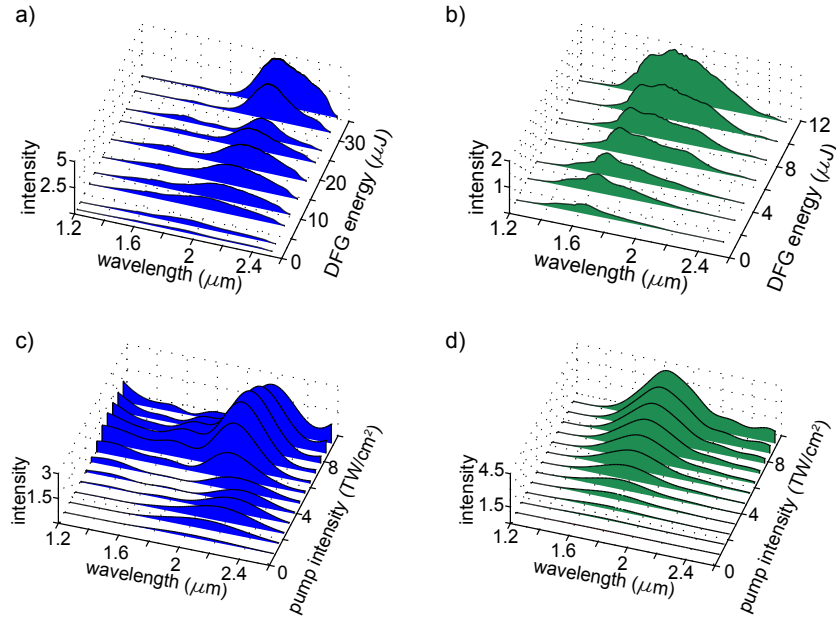 a)
5
2.5
intensity
1.2
1.6
2
2.4
wavelength (μm)
0
10
20
30
DFG energy (μJ)
b)
2
1
intensity
1.2
1.6
2
2.4
wavelength (μm)
0
4
8
12
DFG energy (μJ)
c)
3
1.5
intensity
1.2
1.6
2
2.4
wavelength (μm)
0
4
8
pump intensity (TW/cm²)
d)
4.5
1.5
intensity
1.2
1.6
2
2.4
wavelength (μm)
0
4
8
pump intensity (TW/cm²)